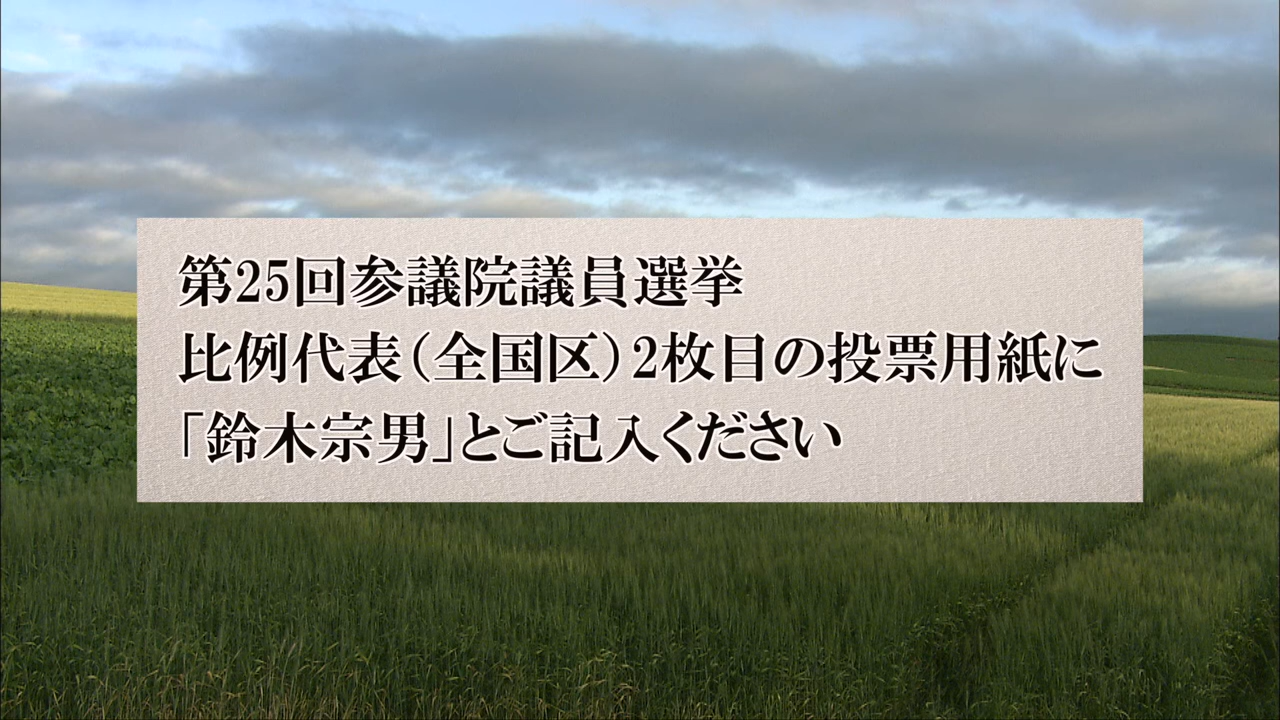 第25回参議院議員選挙
比例代表（全国区）2枚目の投票用紙に
「鈴木宗男」とご記入ください